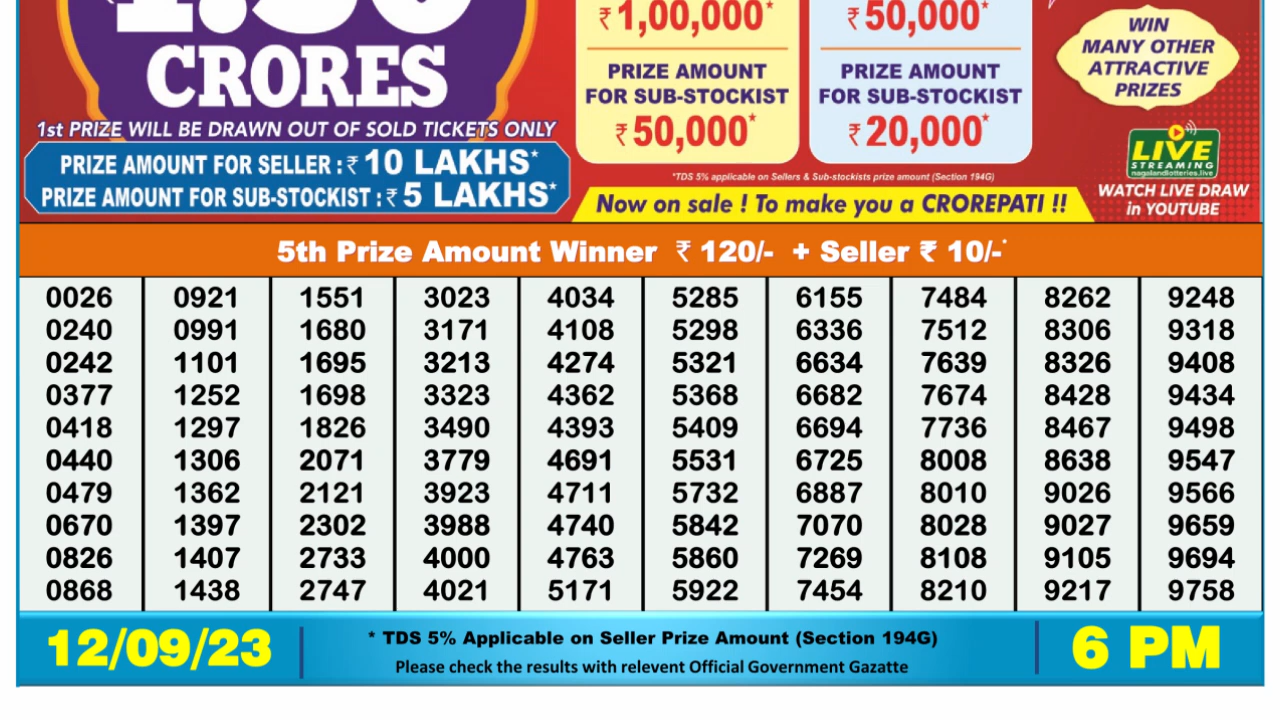 CRORES
1st PRIZE WILL BE DRAWN OUT OF SOLD TICKETS ONLY
PRIZE AMOUNT FOR SELLER : ₹ 10 LAKHS*
PRIZE AMOUNT FOR SUB-STOCKIST : ₹ 5 LAKHS*
₹ 1,00,000*
PRIZE AMOUNT
FOR SUB-STOCKIST
₹ 50,000*
₹ 50,000*
PRIZE AMOUNT
FOR SUB-STOCKIST
₹ 20,000*
WIN
MANY OTHER
ATTRACTIVE
PRIZES
LIVE
STREAMING
nagalandlotteries.live
WATCH LIVE DRAW
in YOUTUBE
*TDS 5% applicable on Sellers & Sub-stockists prize amount (Section 194G)
Now on sale ! To make you a CROREPATI !!
5th Prize Amount Winner ₹ 120/- + Seller ₹ 10/-*
0026 0921 1551 3023 4034 5285 6155 7484 8262 9248
0240 0991 1680 3171 4108 5298 6336 7512 8306 9318
0242 1101 1695 3213 4274 5321 6634 7639 8326 9408
0377 1252 1698 3323 4362 5368 6682 7674 8428 9434
0418 1297 1826 3490 4393 5409 6694 7736 8467 9498
0440 1306 2071 3779 4691 5531 6725 8008 8638 9547
0479 1362 2121 3923 4711 5732 6887 8010 9026 9566
0670 1397 2302 3988 4740 5842 7070 8028 9027 9659
0826 1407 2733 4000 4763 5860 7269 8108 9105 9694
0868 1438 2747 4021 5171 5922 7454 8210 9217 9758
12/09/23
* TDS 5% Applicable on Seller Prize Amount (Section 194G)
Please check the results with relevent Official Government Gazatte
6 PM